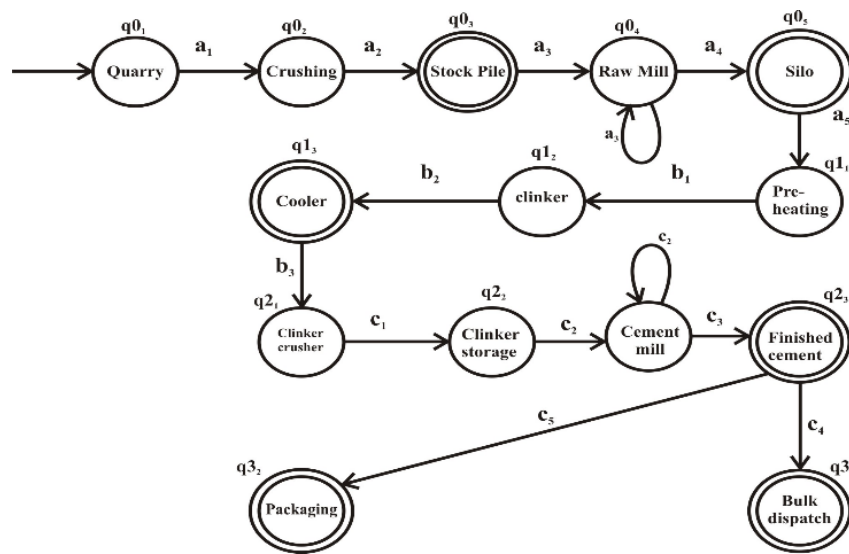 q0₁
q0₂
q0₃
q0₄
q0₅
a₁
a₂
a₃
a₄
Quarry
Crushing
Stock Pile
Raw Mill
Silo
a₃
a₅
q1₃
q1₂
q1₁
b₂
b₁
Cooler
clinker
Pre-
heating
b₃
c₂
q2₁
q2₂
q2₃
c₁
c₂
c₃
Clinker
crusher
Clinker
storage
Cement
mill
Finished
cement
c₅
c₄
q3₂
q3
Packaging
Bulk
dispatch